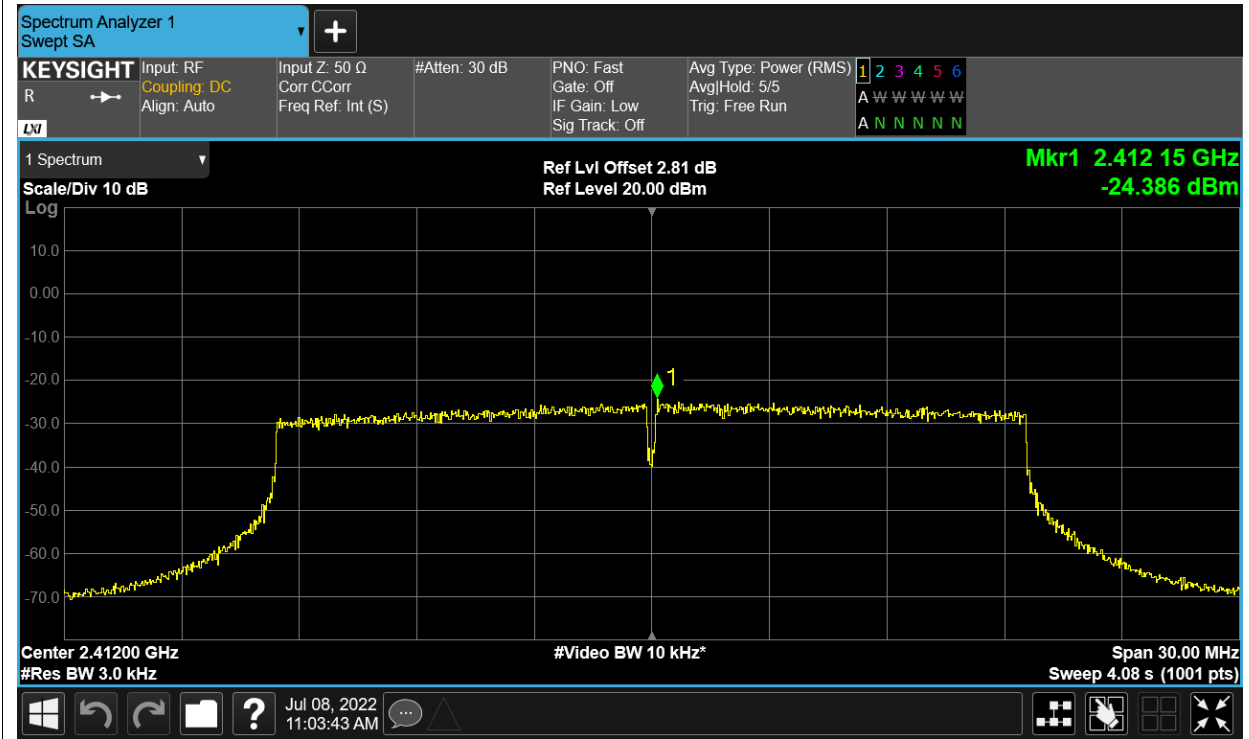 Spectrum Analyzer 1
Swept SA
+
KEYSIGHT
R
LXI
Input: RF
Coupling: DC
Align: Auto
Input Z: 50 Ω
Corr CCorr
Freq Ref: Int (S)
#Atten: 30 dB
PNO: Fast
Gate: Off
IF Gain: Low
Sig Track: Off
Avg Type: Power (RMS)
Avg|Hold: 5/5
Trig: Free Run
1 2 3 4 5 6
A W W W W W
A N N N N N
1 Spectrum
Scale/Div 10 dB
Log
Ref Lvl Offset 2.81 dB
Ref Level 20.00 dBm
Mkr1 2.412 15 GHz
-24.386 dBm
10.0
0.00
-10.0
-20.0
-30.0
-40.0
-50.0
-60.0
-70.0
1
Center 2.41200 GHz
#Res BW 3.0 kHz
#Video BW 10 kHz*
Span 30.00 MHz
Sweep 4.08 s (1001 pts)
?
Jul 08, 2022
11:03:43 AM